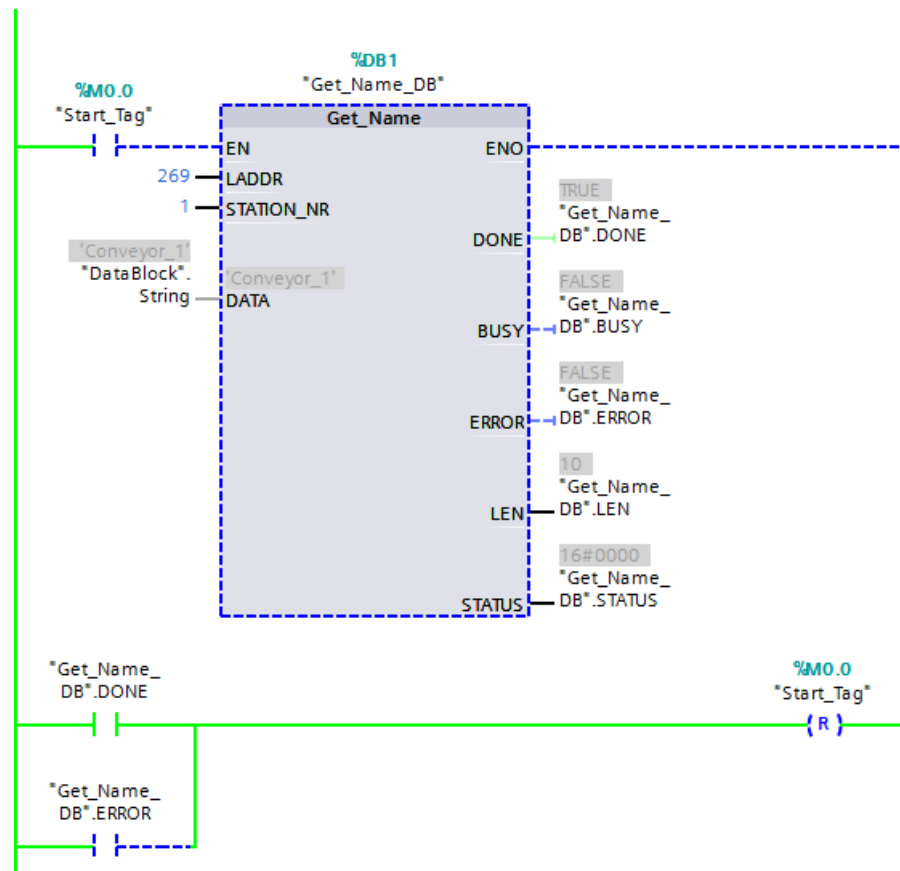 %DB1
"Get_Name_DB"
%M0.0
"Start_Tag"
Get_Name
EN
ENO
269
LADDR
1
STATION_NR
TRUE
"Get_Name_
DB".DONE
DONE
'Conveyor_1'
"DataBlock".
String
'Conveyor_1'
DATA
FALSE
"Get_Name_
DB".BUSY
BUSY
FALSE
"Get_Name_
DB".ERROR
ERROR
10
"Get_Name_
DB".LEN
LEN
16#0000
"Get_Name_
DB".STATUS
STATUS
"Get_Name_
DB".DONE
%M0.0
"Start_Tag"
( R )
"Get_Name_
DB".ERROR